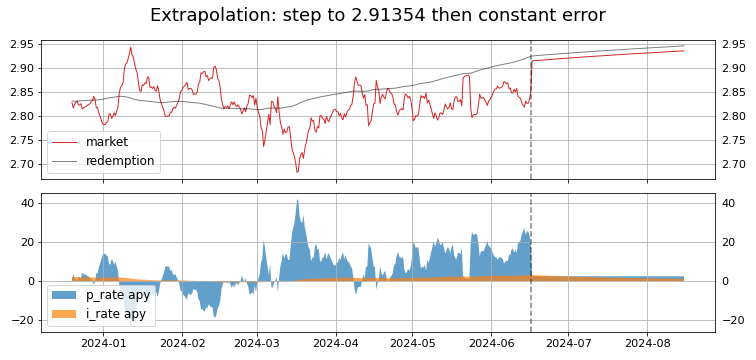 Extrapolation: step to 2.91354 then constant error
2.95 2.95
2.90 2.90
2.85 2.85
2.80 2.80
2.75 2.75
2.70 2.70
market
redemption
40 40
20 20
0 0
−20 −20
p_rate apy
i_rate apy
2024-01 2024-02 2024-03 2024-04 2024-05 2024-06 2024-07 2024-08